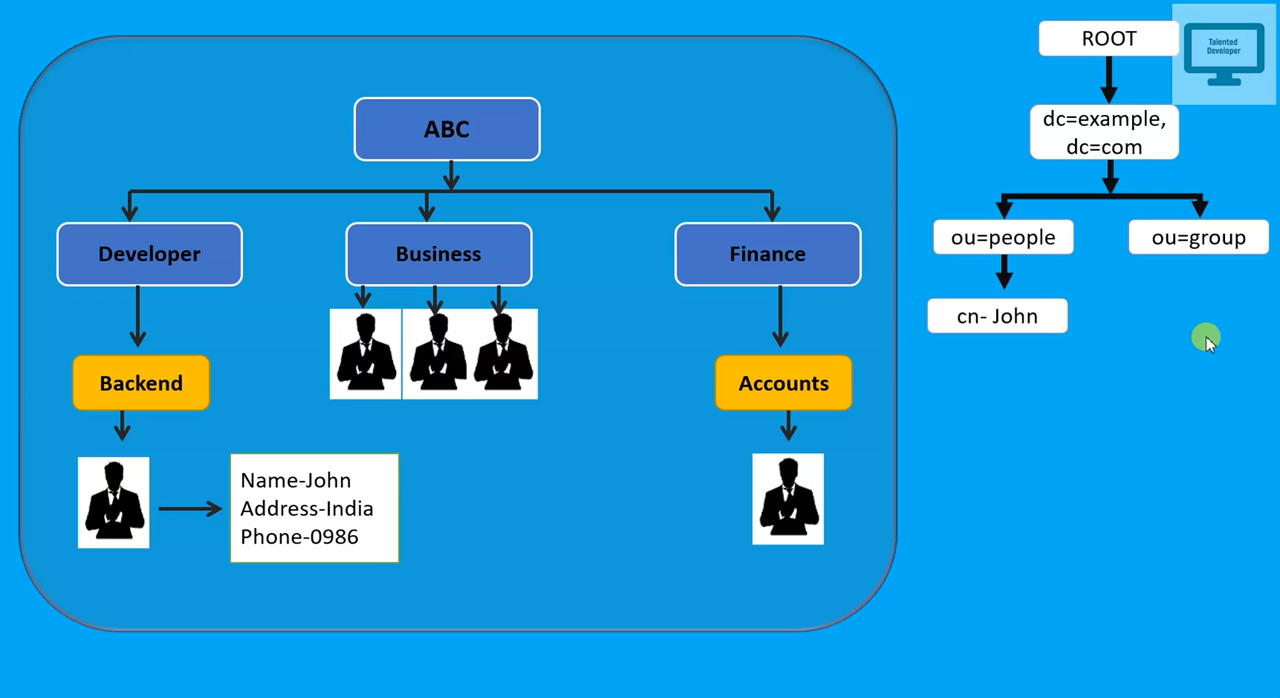 ROOT
Talented
Developer
dc=example,
dc=com
ABC
ou=people
ou=group
Developer
Business
Finance
cn- John
Backend
Accounts
Name-John
Address-India
Phone-0986